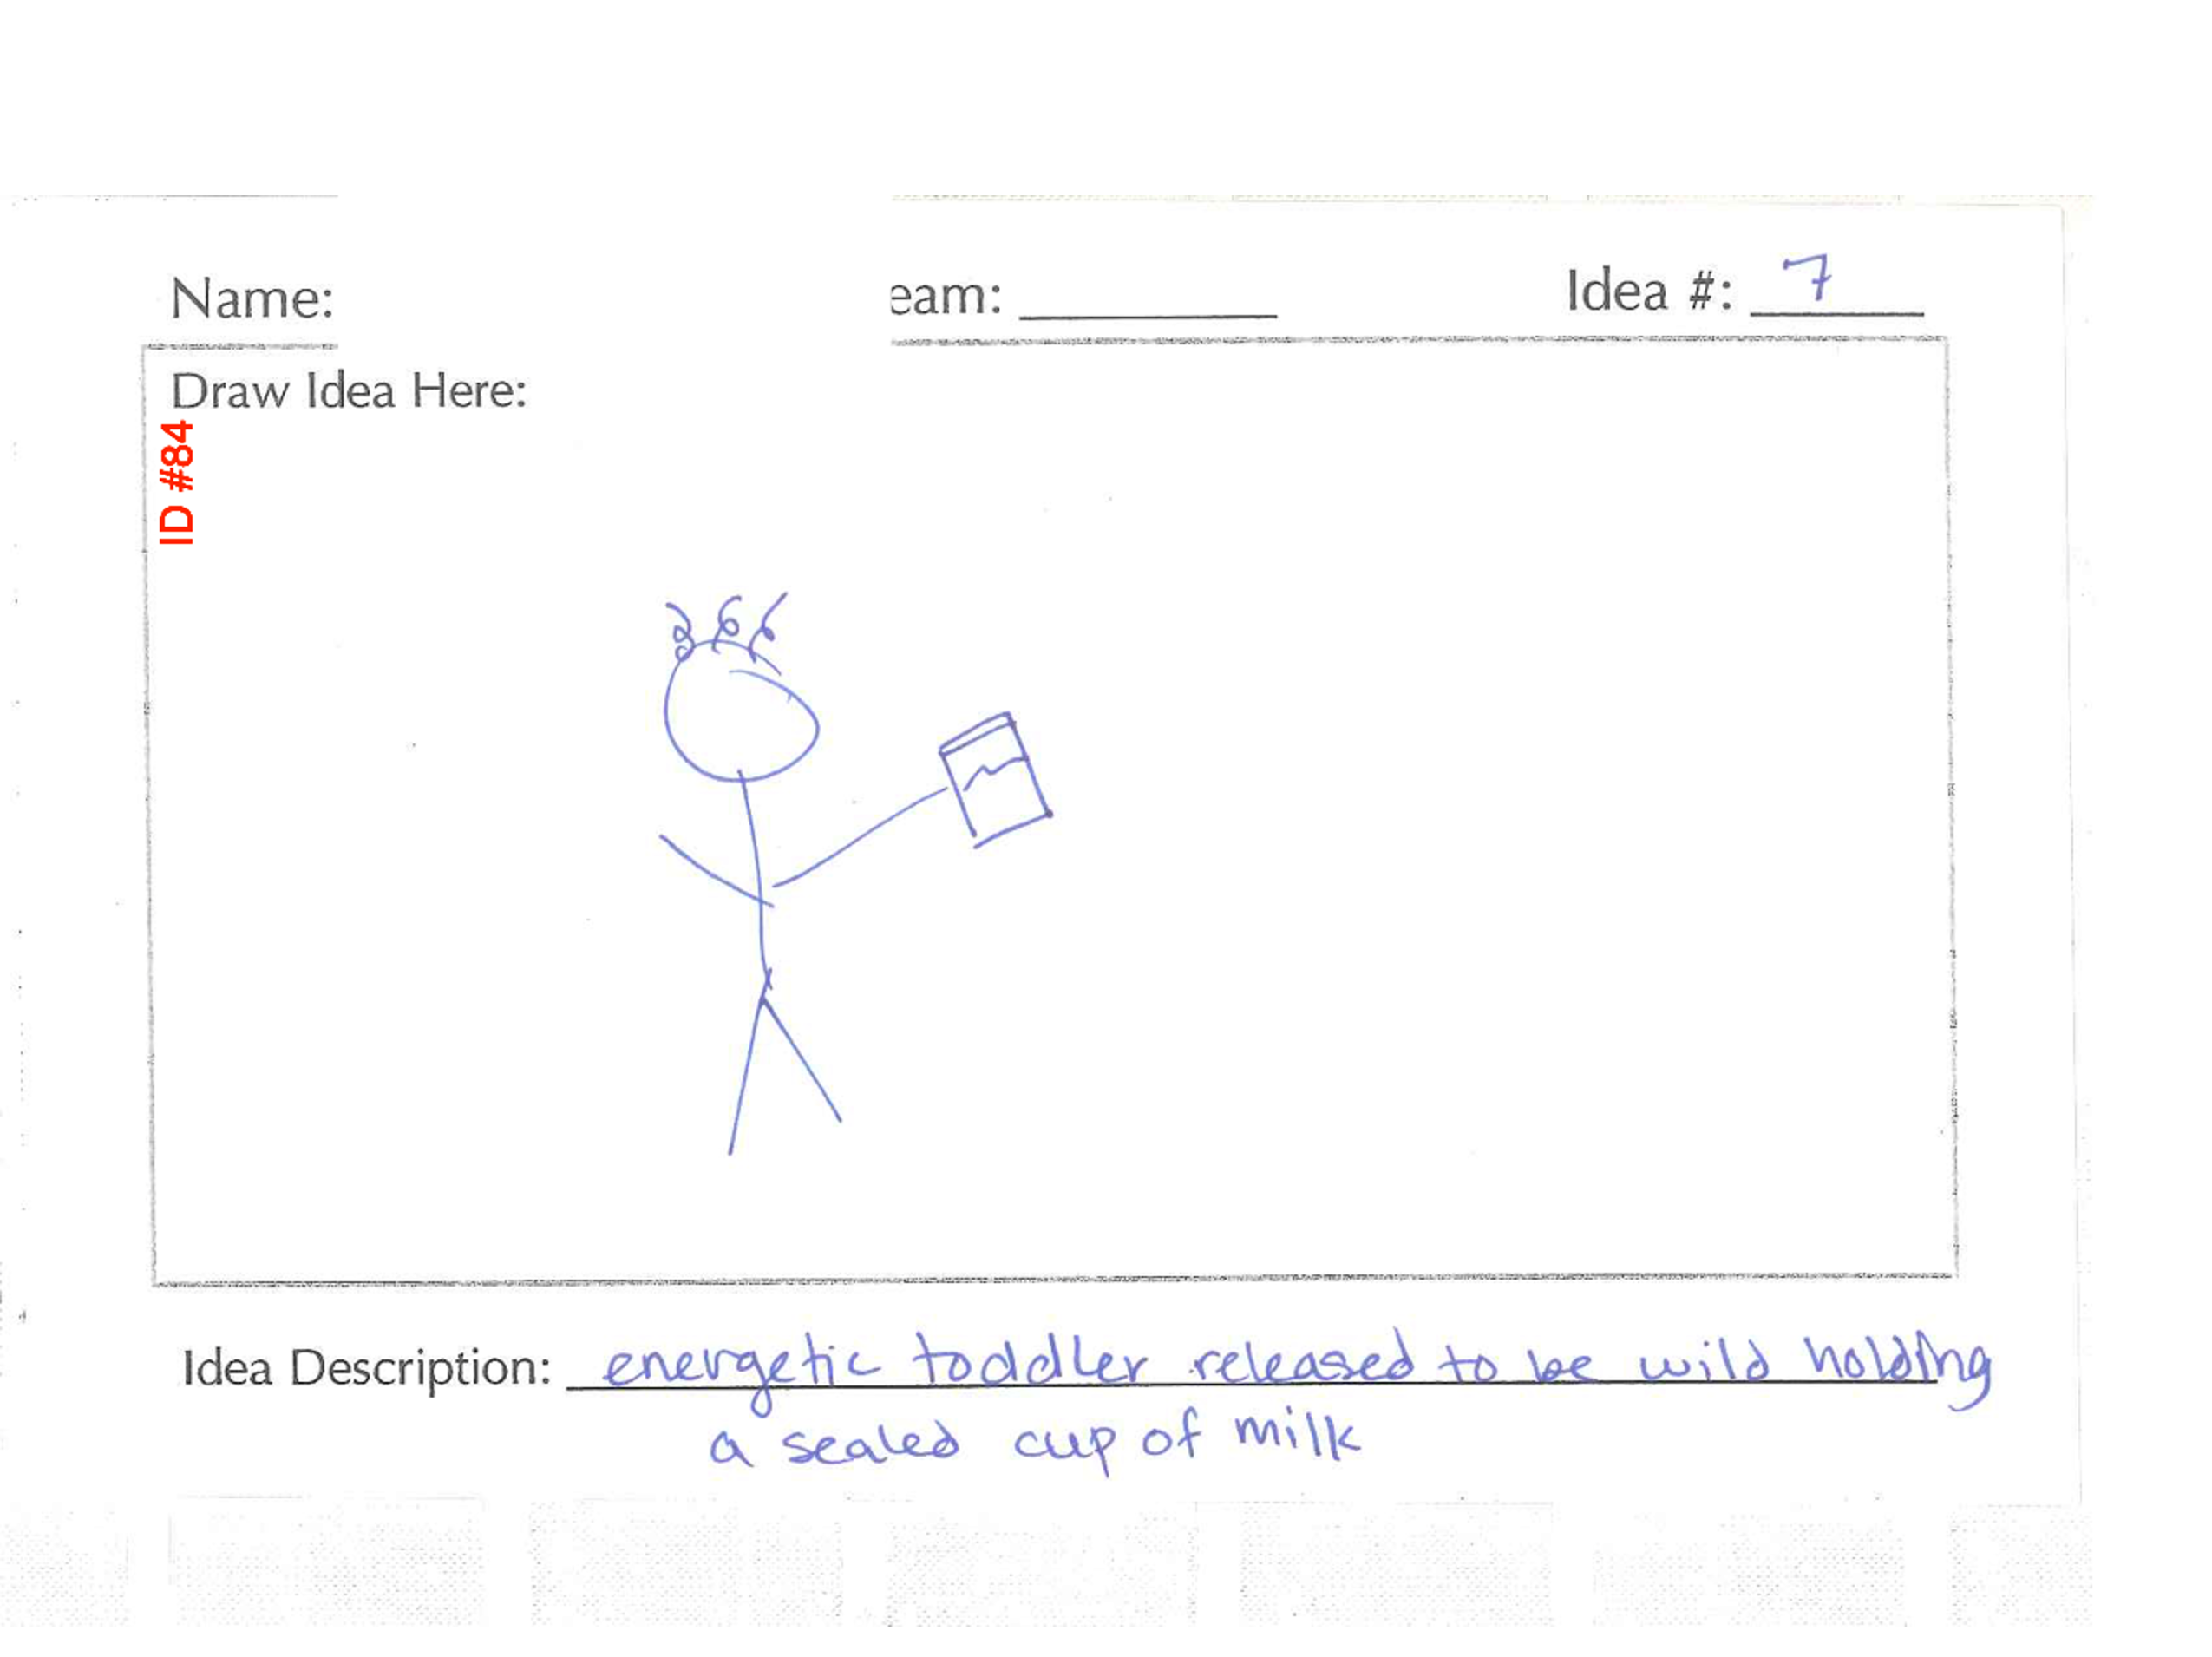 Name:
eam: Idea #: 7
Draw Idea Here:
ID #84
Idea Description: energetic toddler released to be wild holding
a sealed cup of milk